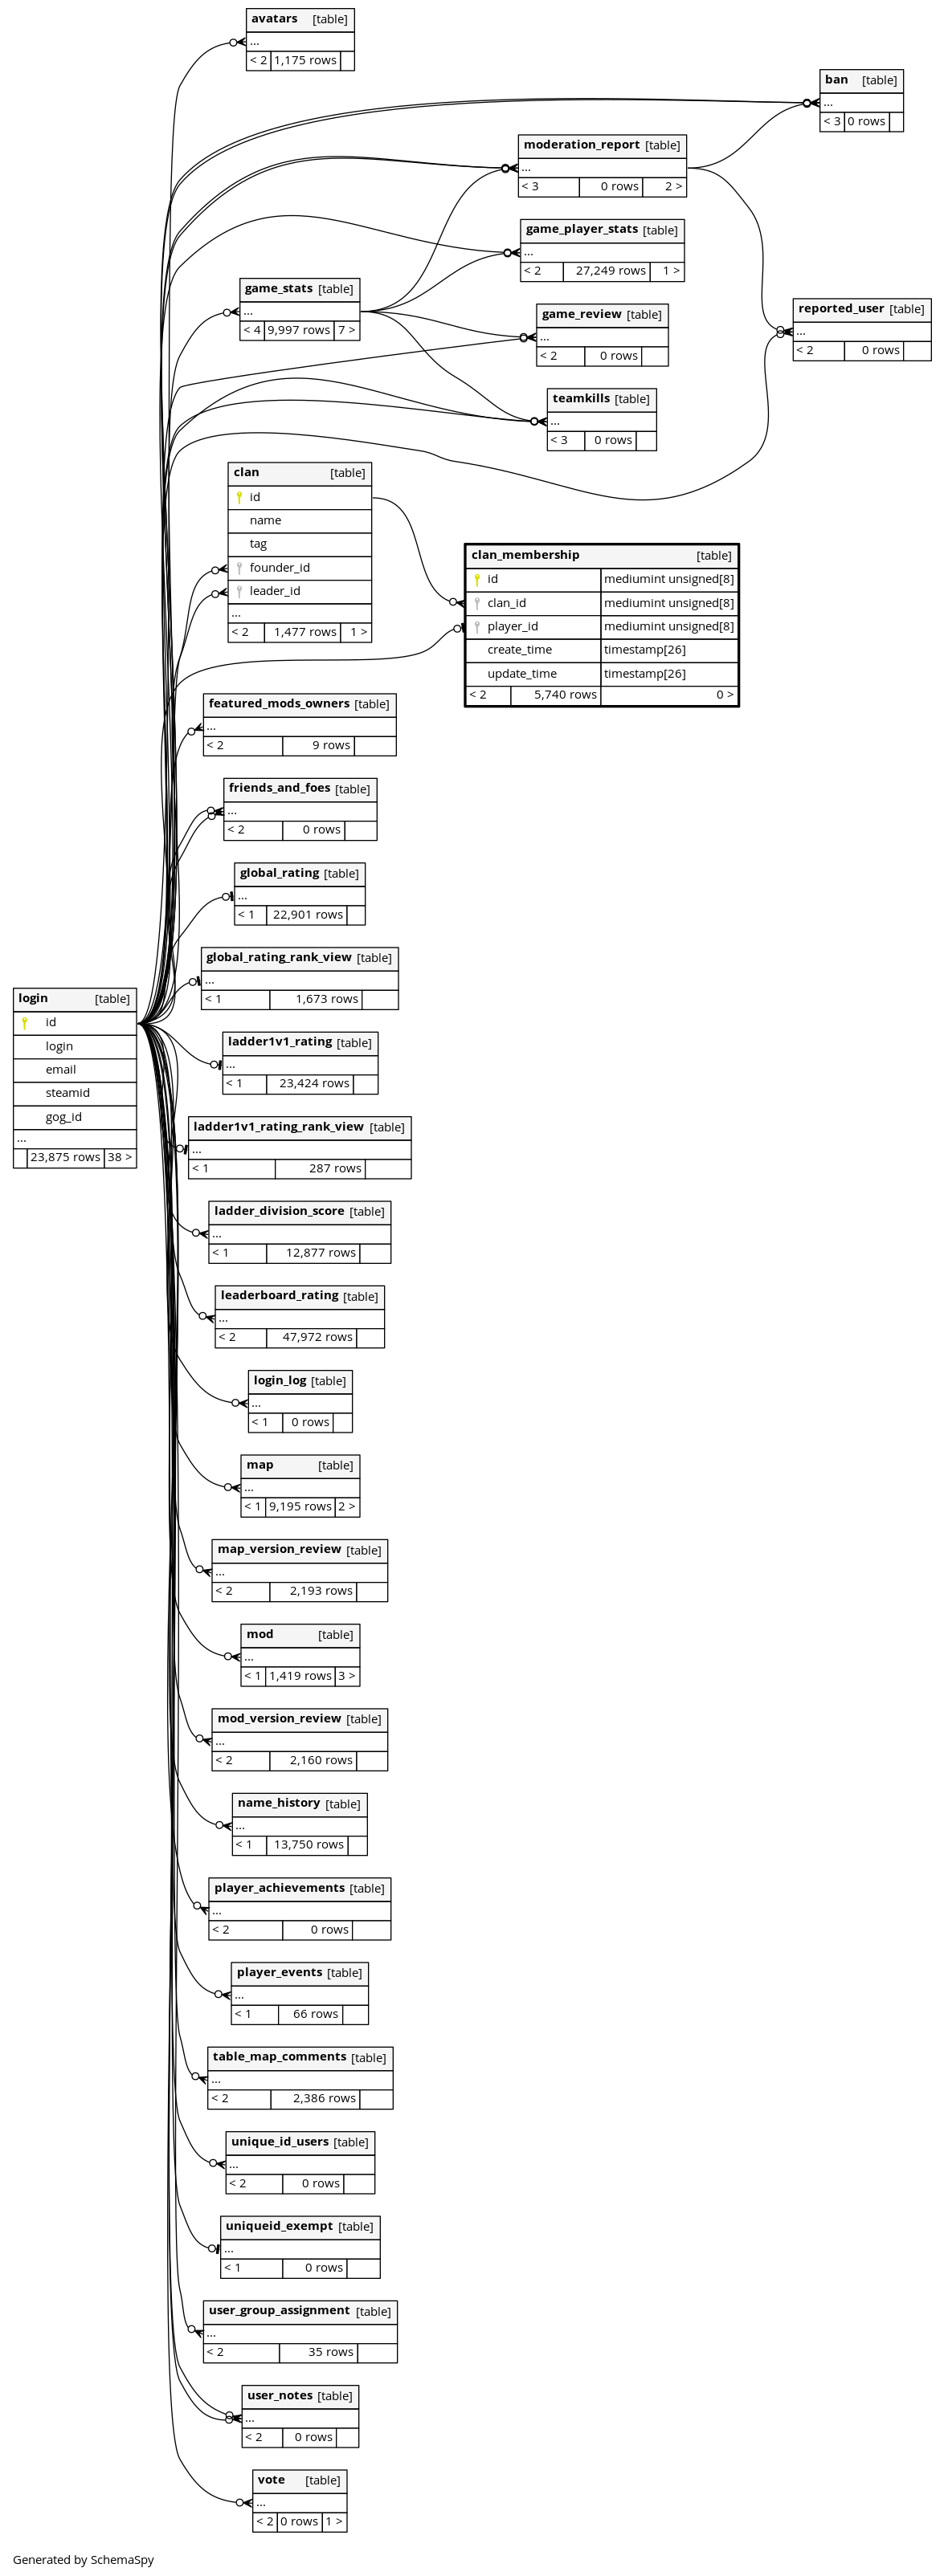 avatars [table]
...
< 2 1,175 rows
ban [table]
...
< 3 0 rows
moderation_report [table]
...
< 3 0 rows 2 >
game_player_stats [table]
...
< 2 27,249 rows 1 >
game_stats [table]
...
< 4 9,997 rows 7 >
game_review [table]
...
< 2 0 rows
reported_user [table]
...
< 2 0 rows
teamkills [table]
...
< 3 0 rows
clan [table]
id
name
tag
founder_id
leader_id
...
< 2 1,477 rows 1 >
clan_membership [table]
id mediumint unsigned[8]
clan_id mediumint unsigned[8]
player_id mediumint unsigned[8]
create_time timestamp[26]
update_time timestamp[26]
< 2 5,740 rows 0 >
featured_mods_owners [table]
...
< 2 9 rows
friends_and_foes [table]
...
< 2 0 rows
global_rating [table]
...
< 1 22,901 rows
global_rating_rank_view [table]
...
< 1 1,673 rows
login [table]
id
login
email
steamid
gog_id
...
23,875 rows 38 >
ladder1v1_rating [table]
...
< 1 23,424 rows
ladder1v1_rating_rank_view [table]
...
< 1 287 rows
ladder_division_score [table]
...
< 1 12,877 rows
leaderboard_rating [table]
...
< 2 47,972 rows
login_log [table]
...
< 1 0 rows
map [table]
...
< 1 9,195 rows 2 >
map_version_review [table]
...
< 2 2,193 rows
mod [table]
...
< 1 1,419 rows 3 >
mod_version_review [table]
...
< 2 2,160 rows
name_history [table]
...
< 1 13,750 rows
player_achievements [table]
...
< 2 0 rows
player_events [table]
...
< 1 66 rows
table_map_comments [table]
...
< 2 2,386 rows
unique_id_users [table]
...
< 2 0 rows
uniqueid_exempt [table]
...
< 1 0 rows
user_group_assignment [table]
...
< 2 35 rows
user_notes [table]
...
< 2 0 rows
vote [table]
...
< 2 0 rows 1 >
Generated by SchemaSpy